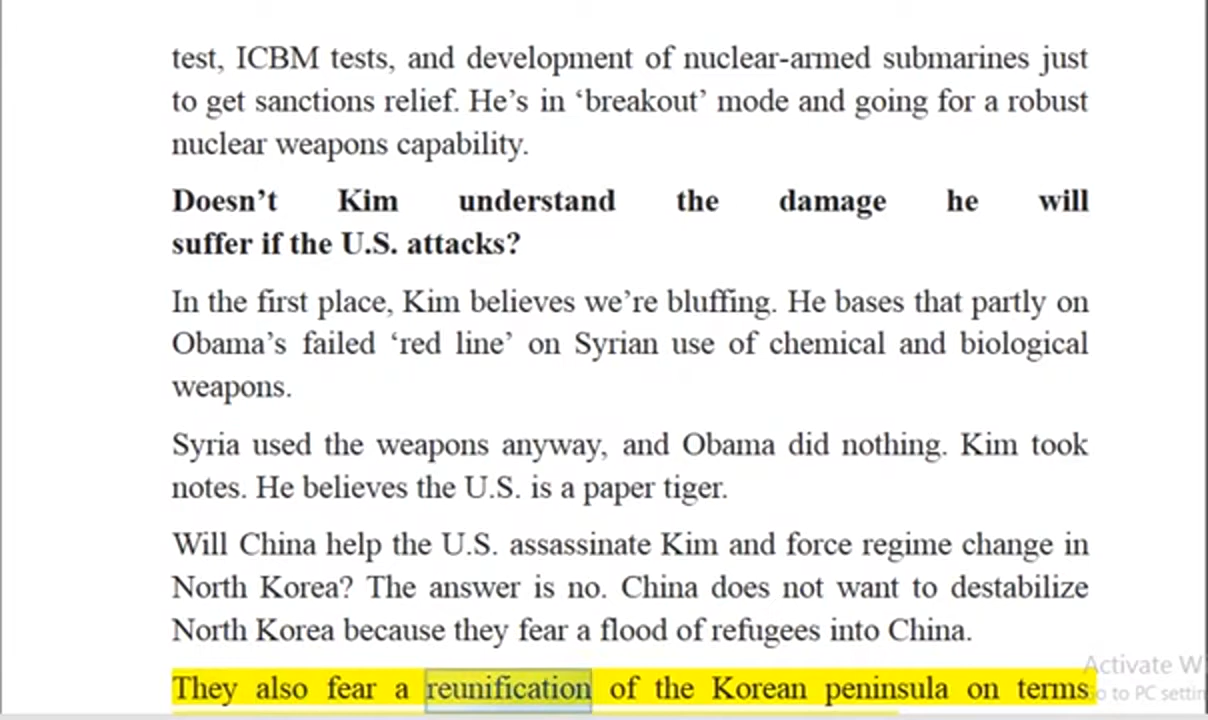 test, ICBM tests, and development of nuclear-armed submarines just
to get sanctions relief. He’s in ‘breakout’ mode and going for a robust
nuclear weapons capability.
Doesn’t Kim understand the damage he will
suffer if the U.S. attacks?
In the first place, Kim believes we’re bluffing. He bases that partly on
Obama’s failed ‘red line’ on Syrian use of chemical and biological
weapons.
Syria used the weapons anyway, and Obama did nothing. Kim took
notes. He believes the U.S. is a paper tiger.
Will China help the U.S. assassinate Kim and force regime change in
North Korea? The answer is no. China does not want to destabilize
North Korea because they fear a flood of refugees into China.
Activate W
They also fear a reunification of the Korean peninsula on terms
o to PC settin